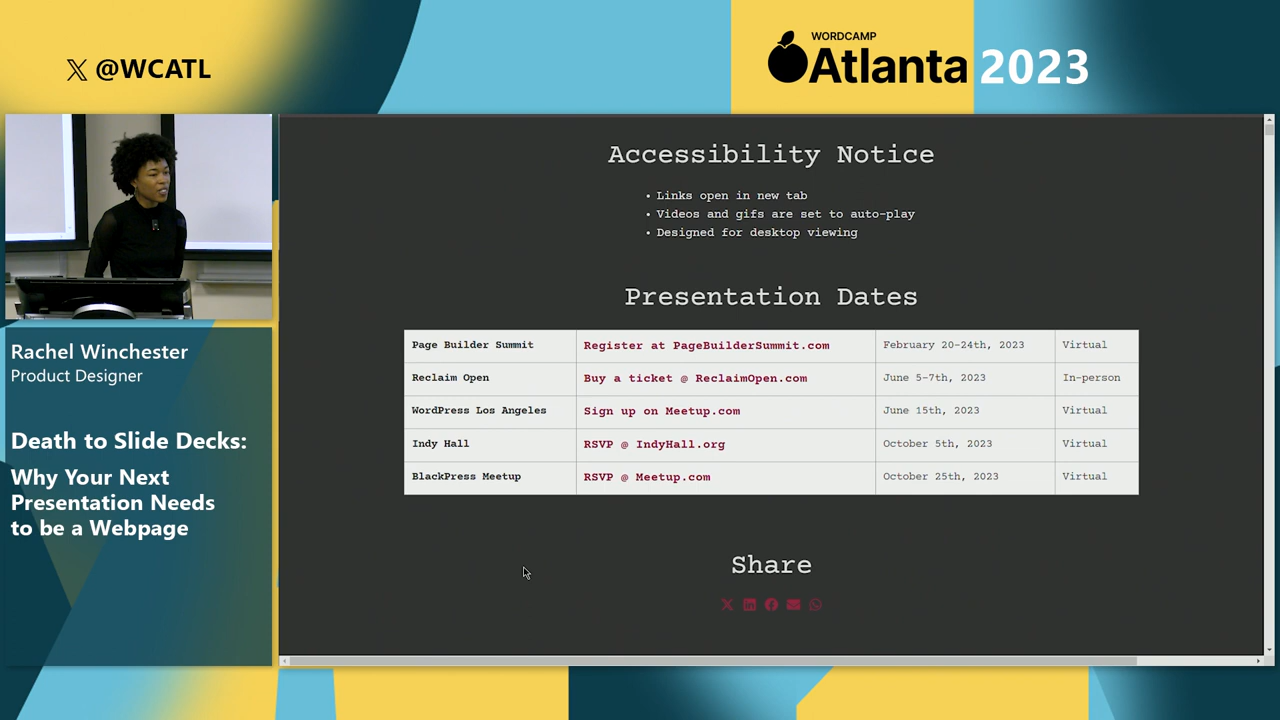 𝕏 @WCATL
WORDCAMP
Atlanta 2023
Rachel Winchester
Product Designer
Death to Slide Decks:
Why Your Next
Presentation Needs
to be a Webpage
Accessibility Notice
• Links open in new tab
• Videos and gifs are set to auto-play
• Designed for desktop viewing
Presentation Dates
Page Builder Summit Register at PageBuilderSummit.com February 20-24th, 2023 Virtual
Reclaim Open Buy a ticket @ ReclaimOpen.com June 5-7th, 2023 In-person
WordPress Los Angeles Sign up on Meetup.com June 15th, 2023 Virtual
Indy Hall RSVP @ IndyHall.org October 5th, 2023 Virtual
BlackPress Meetup RSVP @ Meetup.com October 25th, 2023 Virtual
Share